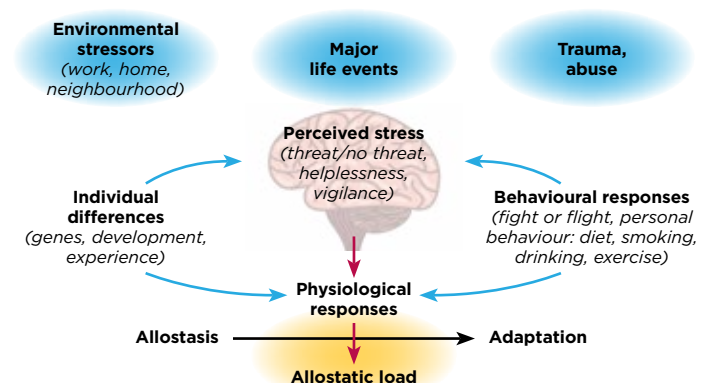 Environmental
stressors
(work, home,
neighbourhood)
Major
life events
Trauma,
abuse
Perceived stress
(threat/no threat,
helplessness,
vigilance)
Individual
differences
(genes, development,
experience)
Behavioural responses
(fight or flight, personal
behaviour: diet, smoking,
drinking, exercise)
Physiological
responses
Allostasis
Adaptation
Allostatic load